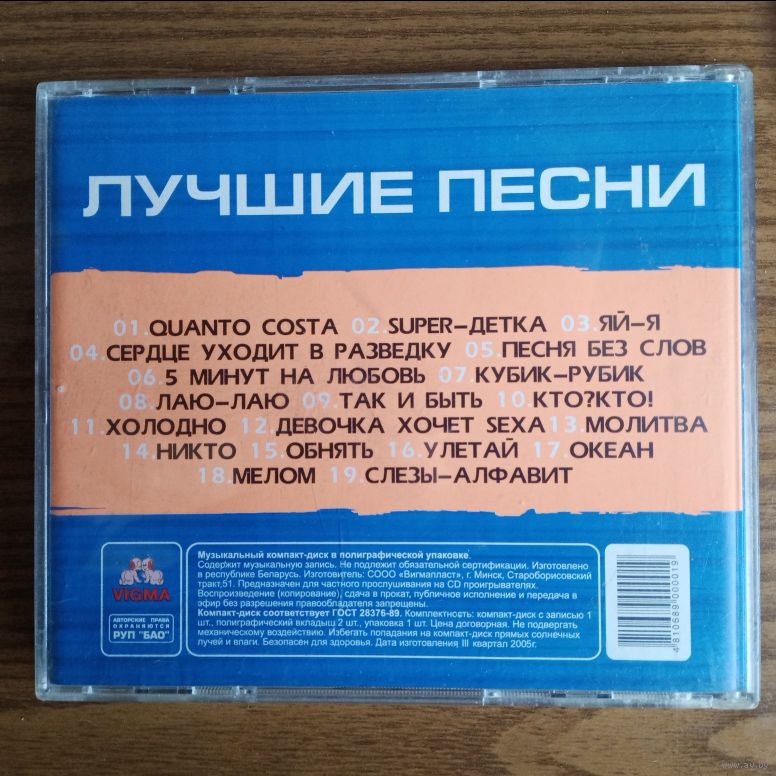 ЛУЧШИЕ ПЕСНИ
01.QUANTO COSTA 02.SUPER-ДЕТКА 03.ЯЙ-Я
04.СЕРДЦЕ УХОДИТ В РАЗВЕДКУ 05.ПЕСНЯ БЕЗ СЛОВ
06.5 МИНУТ НА ЛЮБОВЬ 07.КУБИК-РУБИК
08.ЛАЮ-ЛАЮ 09.ТАК И БЫТЬ 10.КТО?КТО!
11.ХОЛОДНО 12.ДЕВОЧКА ХОЧЕТ SEXA 13.МОЛИТВА
14.НИКТО 15.ОБНЯТЬ 16.УЛЕТАЙ 17.ОКЕАН
18.МЕЛОМ 19.СЛЕЗЫ-АЛФАВИТ
VIGMA
АВТОРСКИЕ ПРАВА
ОХРАНЯЮТСЯ
РУП "БАО"
Музыкальный компакт-диск в полиграфической упаковке.
Содержит музыкальную запись. Не подлежит обязательной сертификации. Изготовлено
в республике Беларусь. Изготовитель: СООО «Вигмапласт», г. Минск, Староборисовский
тракт,51. Предназначен для частного прослушивания на CD проигрывателях.
Воспроизведение (копирование), сдача в прокат, публичное исполнение и передача в
эфир без разрешения правообладателя запрещены.
Компакт-диск соответствует ГОСТ 28376-89. Комплектность: компакт-диск с записью 1
шт., полиграфический вкладыш 2 шт., упаковка 1 шт. Цена договорная. Не подвергать
механическому воздействию. Избегать попадания на компакт-диск прямых солнечных
лучей и влаги. Безопасен для здоровья. Дата изготовления III квартал 2005г.
4 810689 000019
www.ay.by